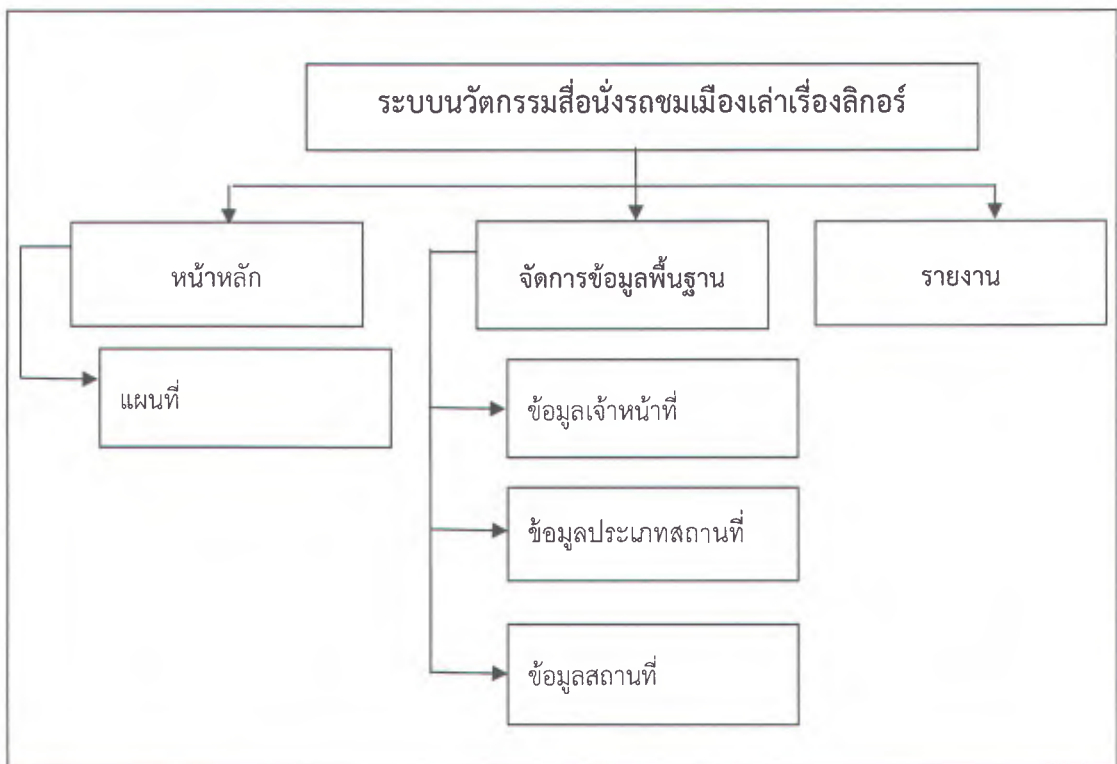 ระบบนวัตกรรมสื่อนั่งรถชมเมืองเล่าเรื่องลิกอร์
หน้าหลัก
จัดการข้อมูลพื้นฐาน
รายงาน
แผนที่
ข้อมูลเจ้าหน้าที่
ข้อมูลประเภทสถานที่
ข้อมูลสถานที่